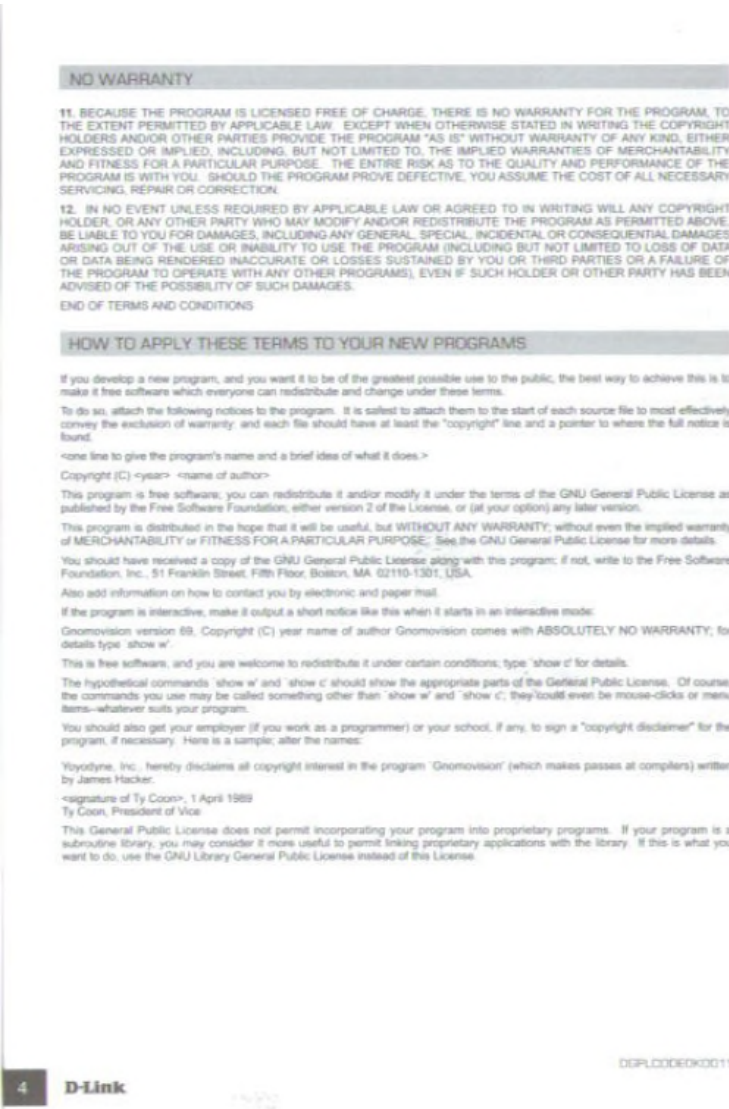 NO WARRANTY
11. BECAUSE THE PROGRAM IS LICENSED FREE OF CHARGE, THERE IS NO WARRANTY FOR THE PROGRAM, TO
THE EXTENT PERMITTED BY APPLICABLE LAW. EXCEPT WHEN OTHERWISE STATED IN WRITING THE COPYRIGHT
HOLDERS AND/OR OTHER PARTIES PROVIDE THE PROGRAM "AS IS" WITHOUT WARRANTY OF ANY KIND, EITHER
EXPRESSED OR IMPLIED, INCLUDING, BUT NOT LIMITED TO, THE IMPLIED WARRANTIES OF MERCHANTABILITY
AND FITNESS FOR A PARTICULAR PURPOSE. THE ENTIRE RISK AS TO THE QUALITY AND PERFORMANCE OF THE
PROGRAM IS WITH YOU. SHOULD THE PROGRAM PROVE DEFECTIVE, YOU ASSUME THE COST OF ALL NECESSARY
SERVICING, REPAIR OR CORRECTION.
12. IN NO EVENT UNLESS REQUIRED BY APPLICABLE LAW OR AGREED TO IN WRITING WILL ANY COPYRIGHT
HOLDER, OR ANY OTHER PARTY WHO MAY MODIFY AND/OR REDISTRIBUTE THE PROGRAM AS PERMITTED ABOVE,
BE LIABLE TO YOU FOR DAMAGES, INCLUDING ANY GENERAL, SPECIAL, INCIDENTAL OR CONSEQUENTIAL DAMAGES
ARISING OUT OF THE USE OR INABILITY TO USE THE PROGRAM (INCLUDING BUT NOT LIMITED TO LOSS OF DATA
OR DATA BEING RENDERED INACCURATE OR LOSSES SUSTAINED BY YOU OR THIRD PARTIES OR A FAILURE OF
THE PROGRAM TO OPERATE WITH ANY OTHER PROGRAMS), EVEN IF SUCH HOLDER OR OTHER PARTY HAS BEEN
ADVISED OF THE POSSIBILITY OF SUCH DAMAGES.
END OF TERMS AND CONDITIONS
HOW TO APPLY THESE TERMS TO YOUR NEW PROGRAMS
If you develop a new program, and you want it to be of the greatest possible use to the public, the best way to achieve this is to
make it free software which everyone can redistribute and change under these terms.
To do so, attach the following notices to the program. It is safest to attach them to the start of each source file to most effectively
convey the exclusion of warranty; and each file should have at least the "copyright" line and a pointer to where the full notice is
found.
<one line to give the program's name and a brief idea of what it does.>
Copyright (C) <year> <name of author>
This program is free software; you can redistribute it and/or modify it under the terms of the GNU General Public License as
published by the Free Software Foundation; either version 2 of the License, or (at your option) any later version.
This program is distributed in the hope that it will be useful, but WITHOUT ANY WARRANTY; without even the implied warranty
of MERCHANTABILITY or FITNESS FOR A PARTICULAR PURPOSE. See the GNU General Public License for more details.
You should have received a copy of the GNU General Public License along with this program; if not, write to the Free Software
Foundation, Inc., 51 Franklin Street, Fifth Floor, Boston, MA 02110-1301, USA.
Also add information on how to contact you by electronic and paper mail.
If the program is interactive, make it output a short notice like this when it starts in an interactive mode:
Gnomovision version 69, Copyright (C) year name of author Gnomovision comes with ABSOLUTELY NO WARRANTY; for
details type `show w'.
This is free software, and you are welcome to redistribute it under certain conditions; type `show c' for details.
The hypothetical commands `show w' and `show c' should show the appropriate parts of the General Public License. Of course,
the commands you use may be called something other than `show w' and `show c'; they could even be mouse-clicks or menu
items--whatever suits your program.
You should also get your employer (if you work as a programmer) or your school, if any, to sign a "copyright disclaimer" for the
program, if necessary. Here is a sample; alter the names:
Yoyodyne, Inc., hereby disclaims all copyright interest in the program `Gnomovision' (which makes passes at compilers) written
by James Hacker.
<signature of Ty Coon>, 1 April 1989
Ty Coon, President of Vice
This General Public License does not permit incorporating your program into proprietary programs. If your program is a
subroutine library, you may consider it more useful to permit linking proprietary applications with the library. If this is what you
want to do, use the GNU Library General Public License instead of this License.
4
D-Link